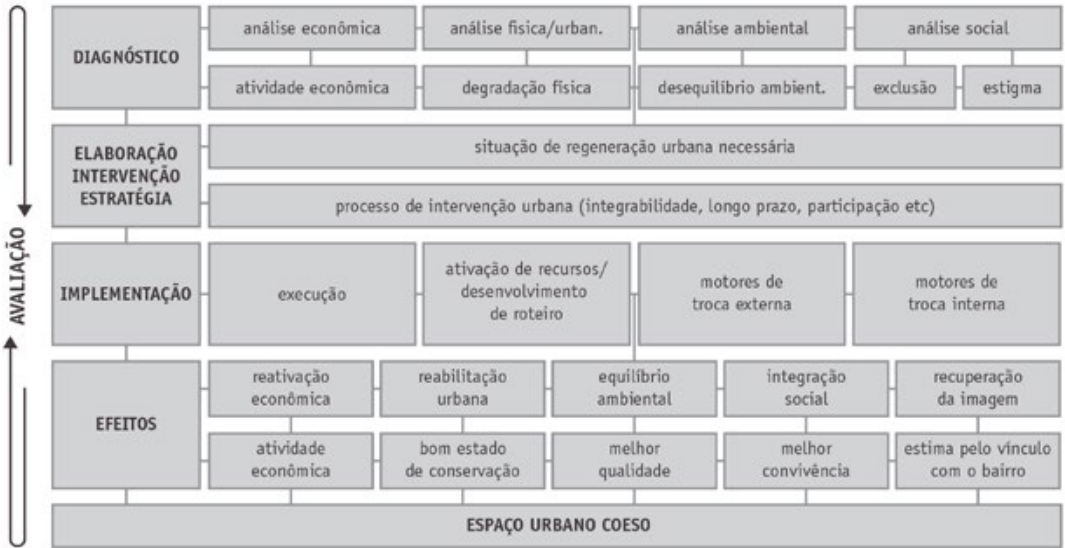 AVALIAÇÃO
DIAGNÓSTICO
análise econômica
análise física/urban.
análise ambiental
análise social
atividade econômica
degradação física
desequilíbrio ambient.
exclusão
estigma
ELABORAÇÃO
INTERVENÇÃO
ESTRATÉGIA
situação de regeneração urbana necessária
processo de intervenção urbana (integrabilidade, longo prazo, participação etc)
IMPLEMENTAÇÃO
execução
ativação de recursos/
desenvolvimento
de roteiro
motores de
troca externa
motores de
troca interna
EFEITOS
reativação
econômica
reabilitação
urbana
equilíbrio
ambiental
integração
social
recuperação
da imagem
atividade
econômica
bom estado
de conservação
melhor
qualidade
melhor
convivência
estima pelo vínculo
com o bairro
ESPAÇO URBANO COESO